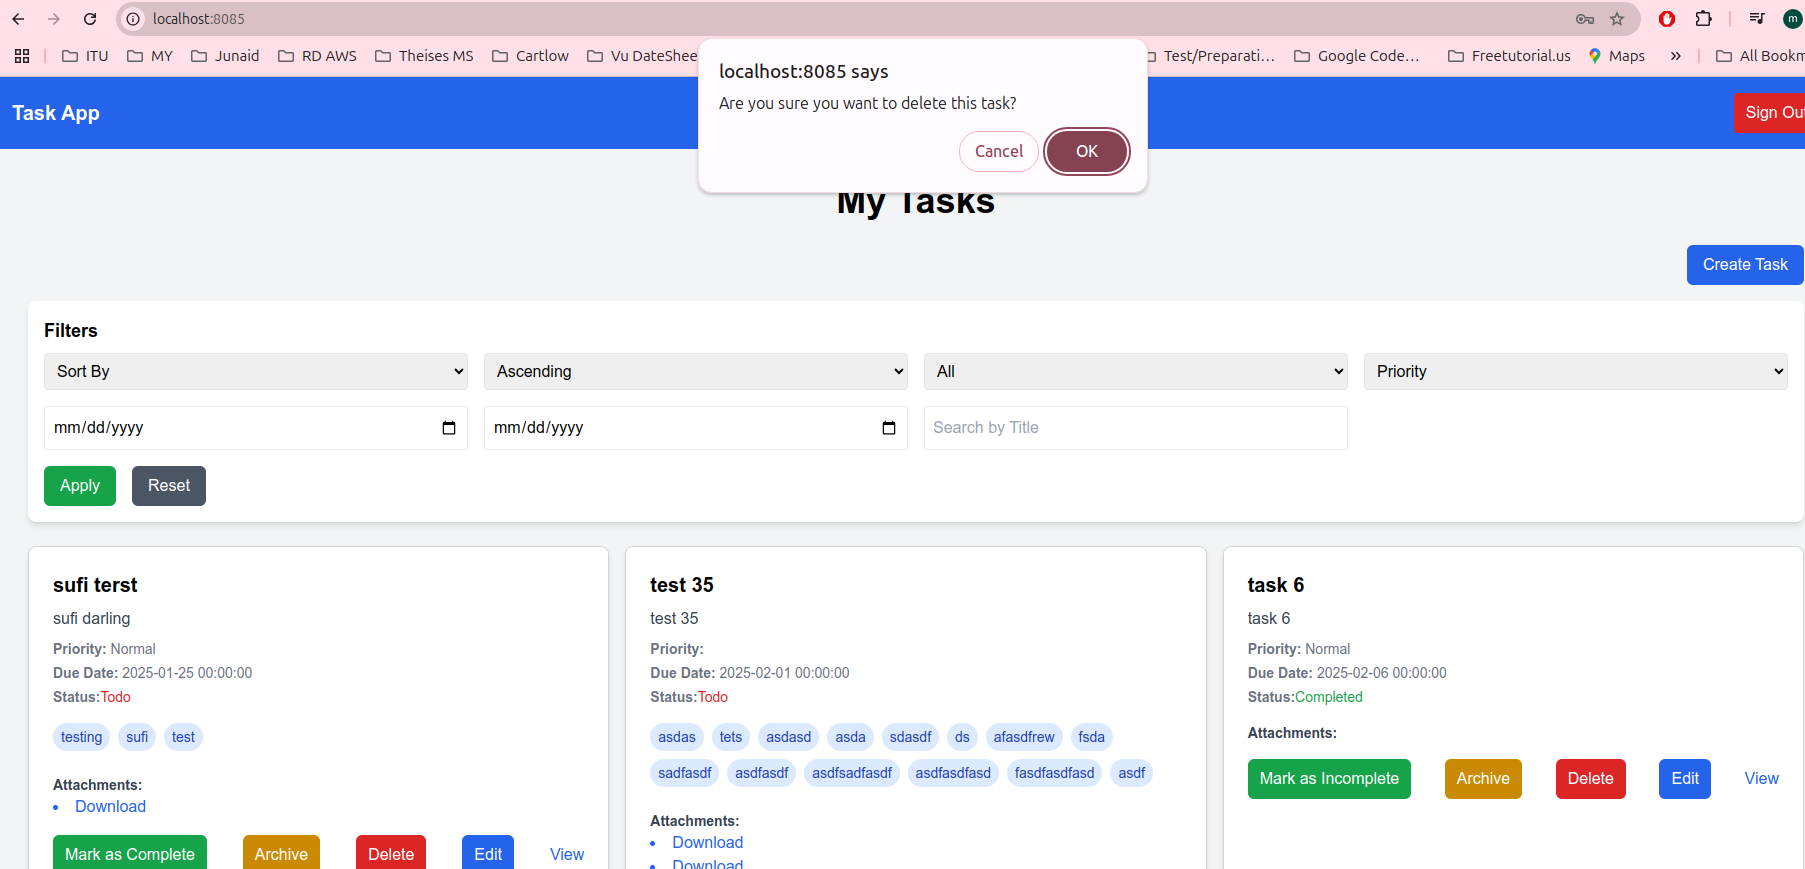 localhost:8085
ITU MY Junaid RD AWS Theises MS Cartlow Vu DateShee Test/Preparati... Google Code... Freetutorial.us Maps » All Bookm
localhost:8085 says
Are you sure you want to delete this task?
Cancel OK
Task App
Sign Out
My Tasks
Create Task
Filters
Sort By Ascending All Priority
mm/dd/yyyy mm/dd/yyyy Search by Title
Apply Reset
sufi terst
sufi darling
Priority: Normal
Due Date: 2025-01-25 00:00:00
Status:Todo
testing sufi test
Attachments:
Download
Mark as Complete Archive Delete Edit View
test 35
test 35
Priority:
Due Date: 2025-02-01 00:00:00
Status:Todo
asdas tets asdasd asda sdasdf ds afasdfrew fsda
sadfasdf asdfasdf asdfsadfasdf asdfasdfasd fasdfasdfasd asdf
Attachments:
Download
Download
task 6
task 6
Priority: Normal
Due Date: 2025-02-06 00:00:00
Status:Completed
Attachments:
Mark as Incomplete Archive Delete Edit View